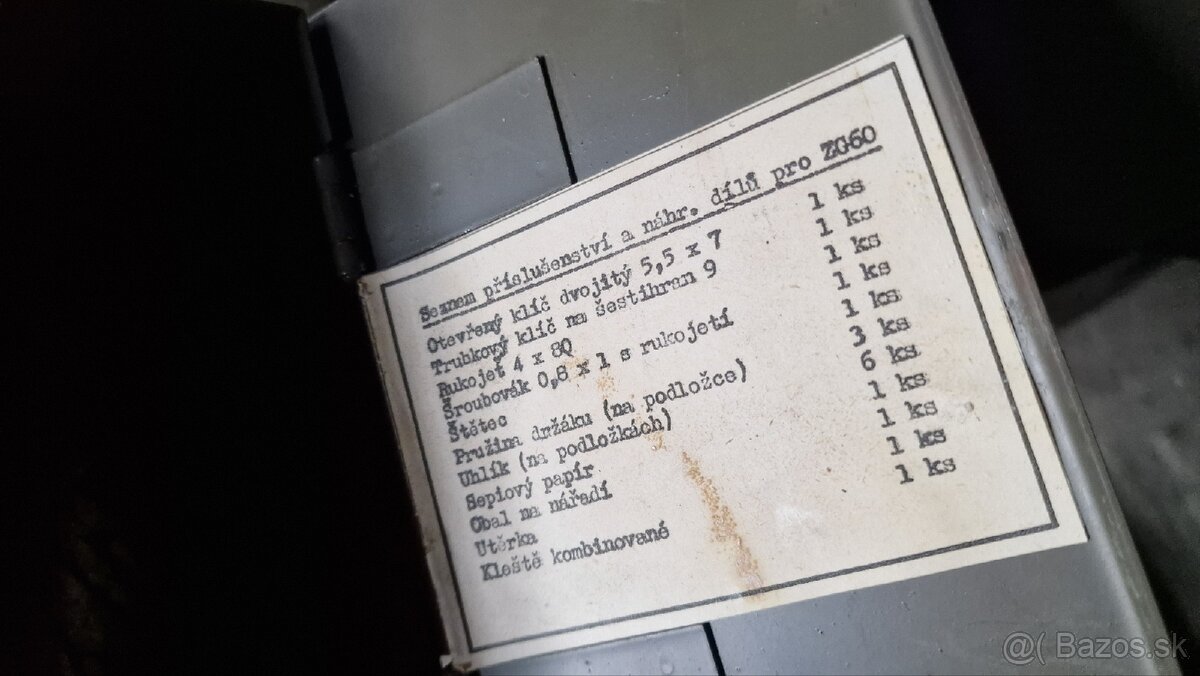 Seznam příslušenství a náhr. dílů pro ZG60
Otevřený klíč dvojitý 5,5 x 7 1 ks
Trubkový klíč na šestihran 9 1 ks
Rukojeť 4 x 80 1 ks
Šroubovák 0,8 x 1 s rukojetí 1 ks
Štětec 1 ks
Pružina držáku (na podložce) 3 ks
Uhlík (na podložkách) 6 ks
Sepiový papír 1 ks
Obal na nářadí 1 ks
Utěrka 1 ks
Kleště kombinované 1 ks
@( Bazos.sk